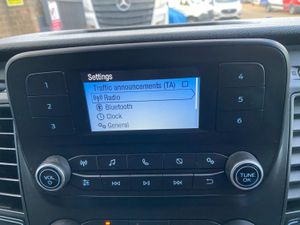 Settings
Traffic announcements (TA)
Radio
Bluetooth
Clock
General
1
2
3
4
5
6
VOL
TUNE
OK